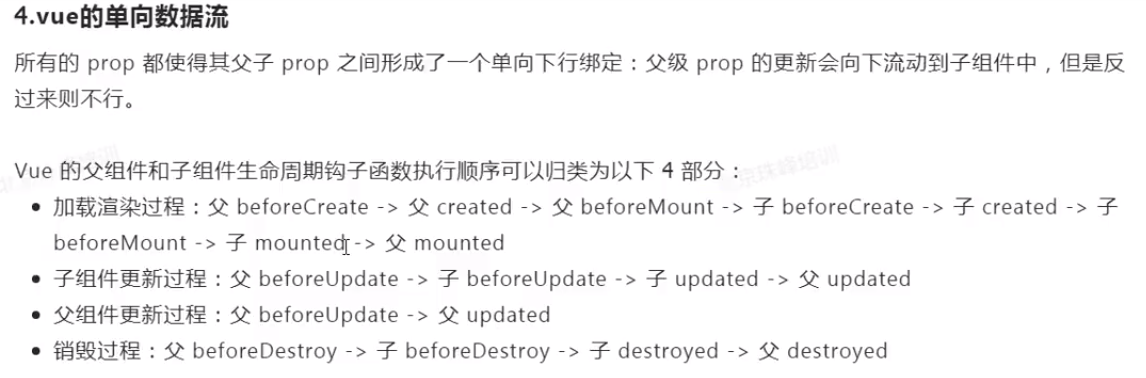 4.vue的单向数据流
所有的 prop 都使得其父子 prop 之间形成了一个单向下行绑定：父级 prop 的更新会向下流动到子组件中，但是反
过来则不行。
Vue 的父组件和子组件生命周期钩子函数执行顺序可以归类为以下 4 部分：
• 加载渲染过程：父 beforeCreate -> 父 created -> 父 beforeMount -> 子 beforeCreate -> 子 created -> 子
beforeMount -> 子 mounted -> 父 mounted
• 子组件更新过程：父 beforeUpdate -> 子 beforeUpdate -> 子 updated -> 父 updated
• 父组件更新过程：父 beforeUpdate -> 父 updated
• 销毁过程：父 beforeDestroy -> 子 beforeDestroy -> 子 destroyed -> 父 destroyed